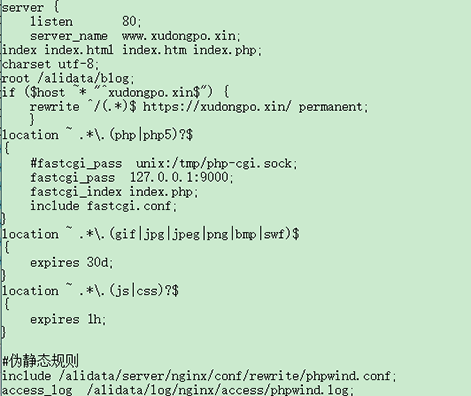 server {
    listen       80;
    server_name  www.xudongpo.xin;
index index.html index.htm index.php;
charset utf-8;
root /alidata/blog;
if ($host ~* "^xudongpo.xin$") {
    rewrite ^/(.*)$ https://xudongpo.xin/ permanent;
    }
location ~ .*\.(php|php5)?$
{
    #fastcgi_pass  unix:/tmp/php-cgi.sock;
    fastcgi_pass  127.0.0.1:9000;
    fastcgi_index index.php;
    include fastcgi.conf;
}
location ~ .*\.(gif|jpg|jpeg|png|bmp|swf)$
{
    expires 30d;
}
location ~ .*\.(js|css)?$
{
    expires 1h;
}
#伪静态规则
include /alidata/server/nginx/conf/rewrite/phpwind.conf;
access_log  /alidata/log/nginx/access/phpwind.log;